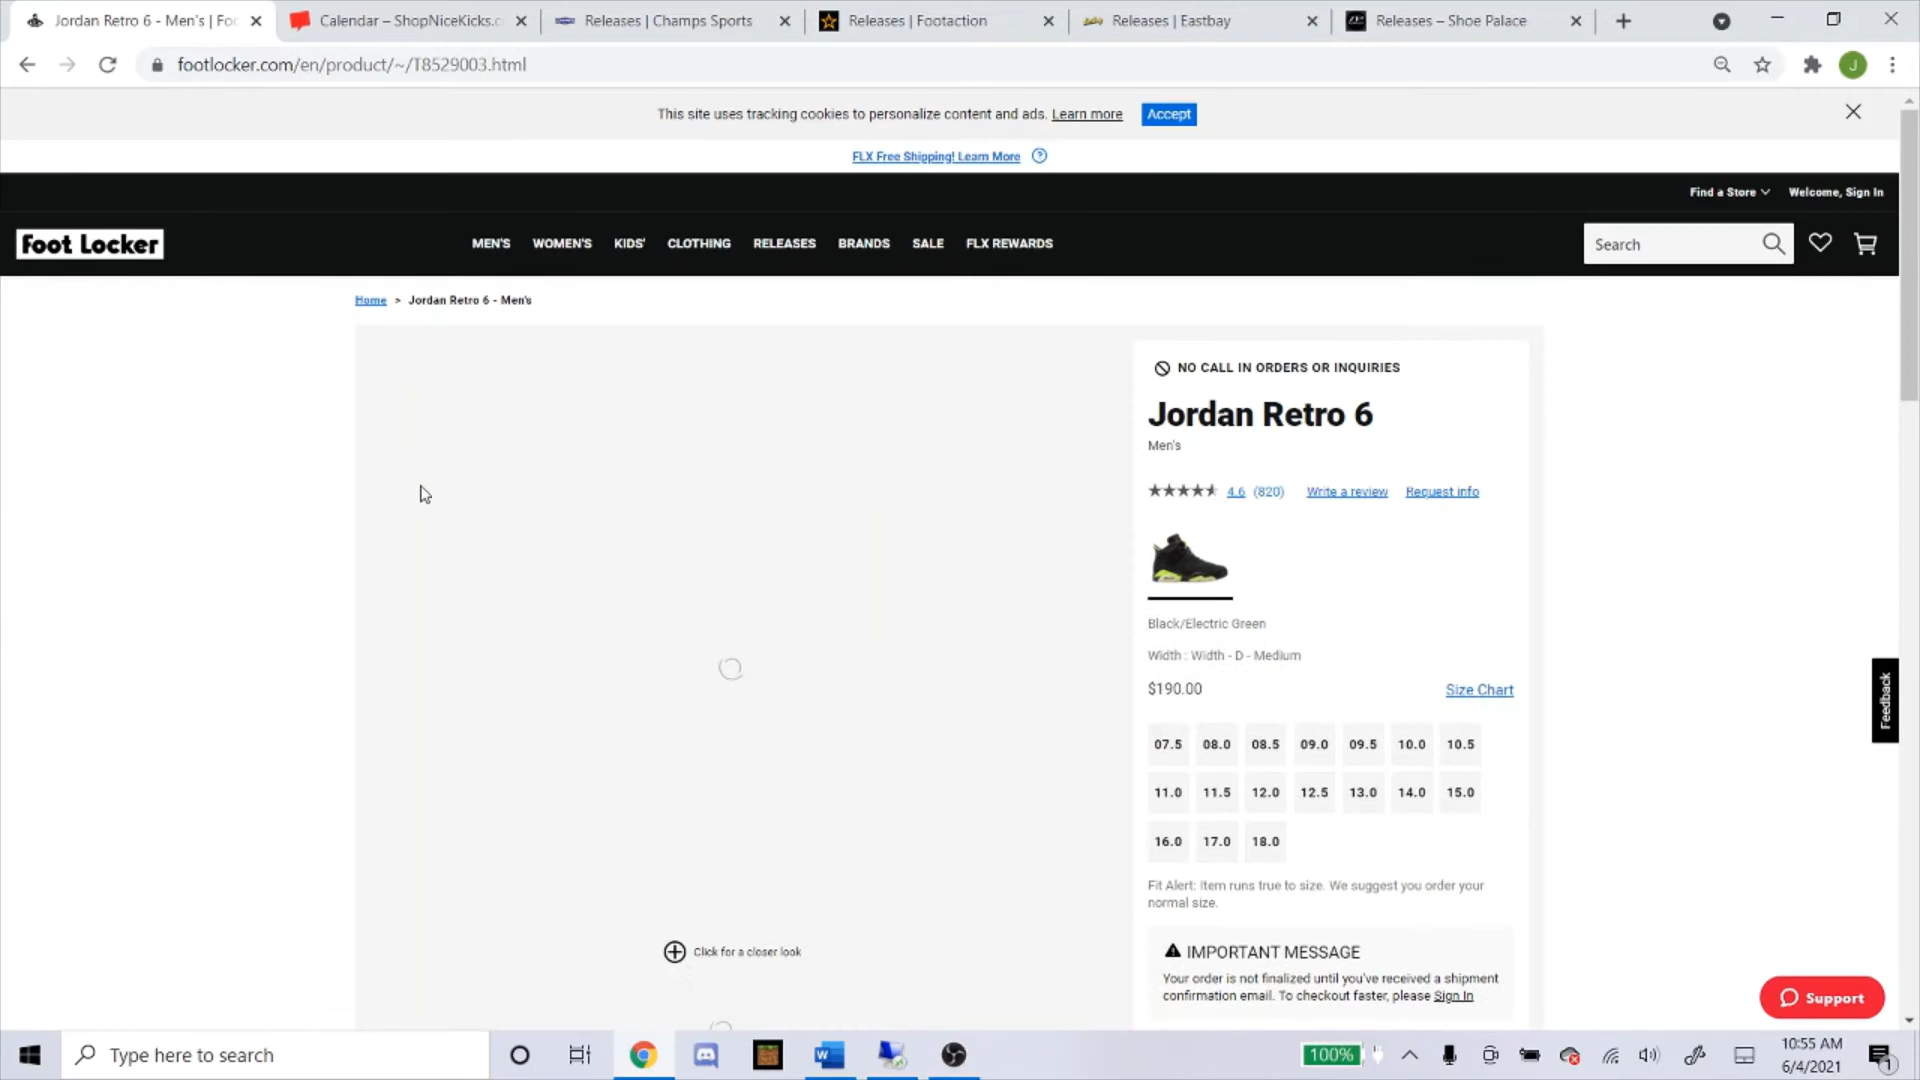 Jordan Retro 6 - Men's | Foo
Calendar – ShopNiceKicks.c
Releases | Champs Sports
Releases | Footaction
Releases | Eastbay
Releases – Shoe Palace
footlocker.com/en/product/~/T8529003.html
J
This site uses tracking cookies to personalize content and ads. Learn more Accept
FLX Free Shipping! Learn More ?
Find a Store Welcome, Sign In
Foot Locker
MEN'S WOMEN'S KIDS' CLOTHING RELEASES BRANDS SALE FLX REWARDS
Search
Home > Jordan Retro 6 - Men's
NO CALL IN ORDERS OR INQUIRIES
Jordan Retro 6
Men's
4.6 (820) Write a review Request info
Black/Electric Green
Width : Width - D - Medium
$190.00 Size Chart
07.5 08.0 08.5 09.0 09.5 10.0 10.5
11.0 11.5 12.0 12.5 13.0 14.0 15.0
16.0 17.0 18.0
Fit Alert: Item runs true to size. We suggest you order your
normal size.
IMPORTANT MESSAGE
Your order is not finalized until you've received a shipment
confirmation email. To checkout faster, please Sign In
Click for a closer look
Feedback
Support
Type here to search
W
100%
10:55 AM
6/4/2021
1